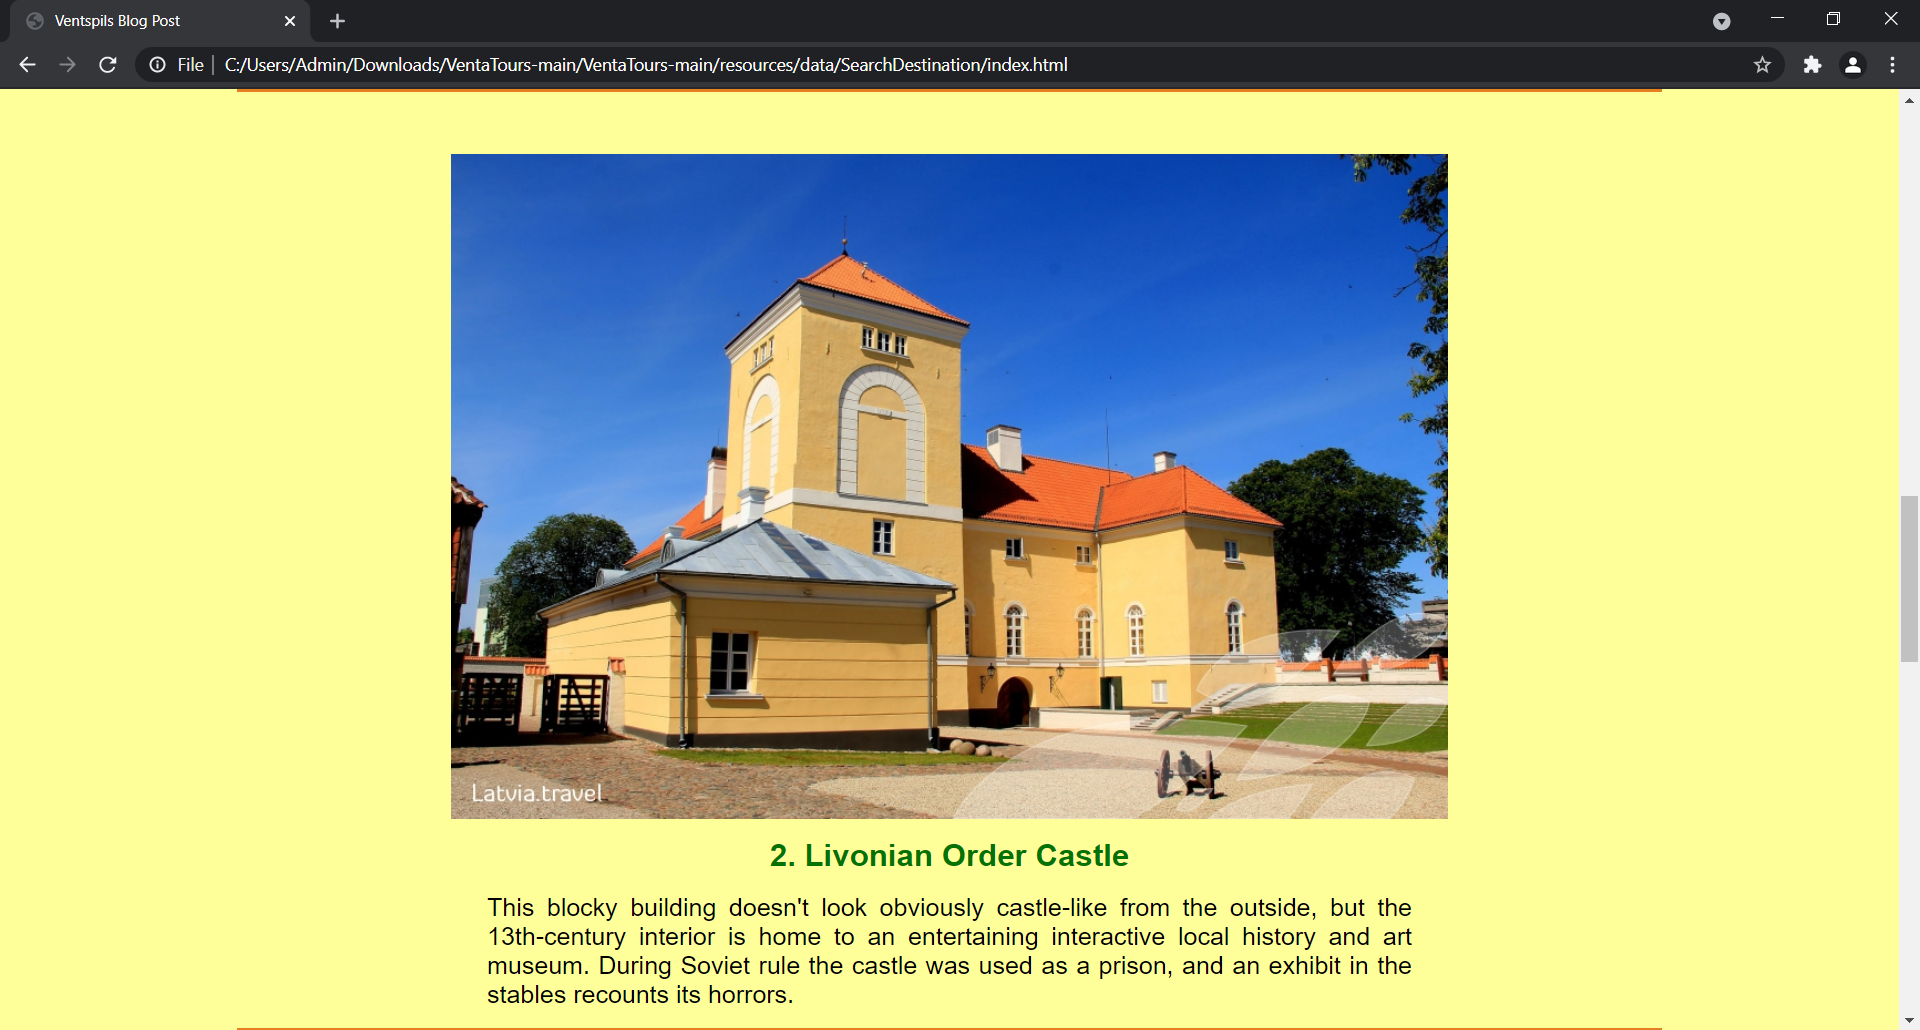 Ventspils Blog Post
File
C:/Users/Admin/Downloads/VentaTours-main/VentaTours-main/resources/data/SearchDestination/index.html
Latvia.travel
2. Livonian Order Castle
This blocky building doesn't look obviously castle-like from the outside, but the
13th-century interior is home to an entertaining interactive local history and art
museum. During Soviet rule the castle was used as a prison, and an exhibit in the
stables recounts its horrors.